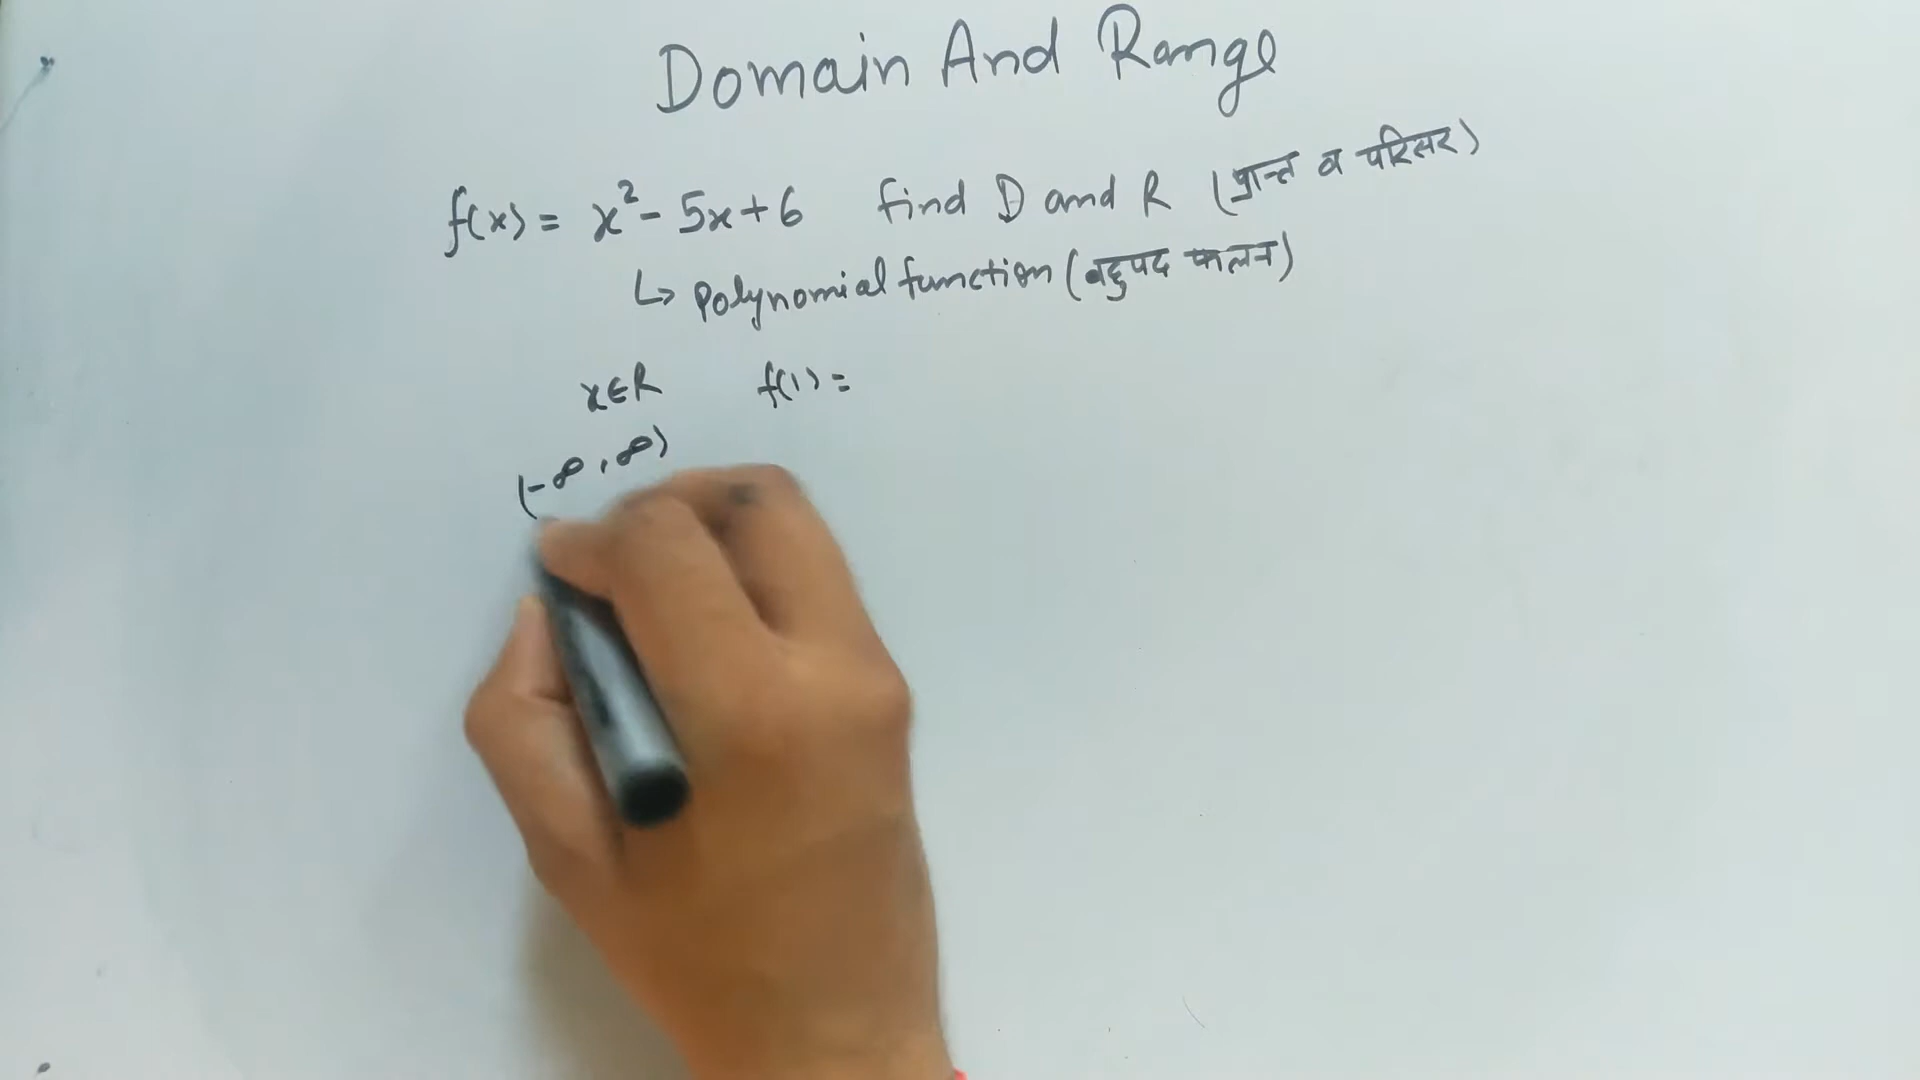 Domain And Range
f(x) = x² - 5x + 6 find D and R (प्रान्त व परिसर)
↳ Polynomial function (बहुपद फलन)
x∈R f(1) =
(-∞, ∞)